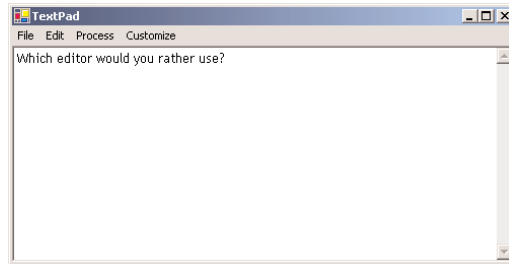 TextPad
File Edit Process Customize
Which editor would you rather use?